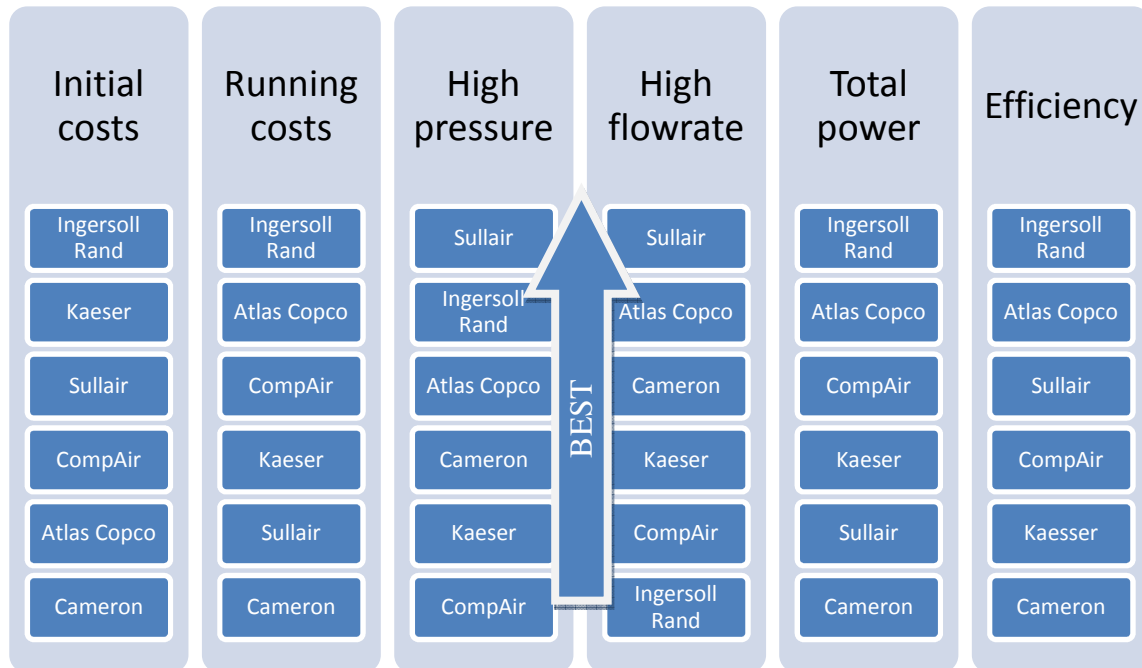 Initial
costs
Ingersoll
Rand
Kaeser
Sullair
CompAir
Atlas Copco
Cameron
Running
costs
Ingersoll
Rand
Atlas Copco
CompAir
Kaeser
Sullair
Cameron
High
pressure
Sullair
Ingersoll
Rand
Atlas Copco
Cameron
Kaeser
CompAir
BEST
High
flowrate
Sullair
Atlas Copco
Cameron
Kaeser
CompAir
Ingersoll
Rand
Total
power
Ingersoll
Rand
Atlas Copco
CompAir
Kaeser
Sullair
Cameron
Efficiency
Ingersoll
Rand
Atlas Copco
Sullair
CompAir
Kaesser
Cameron